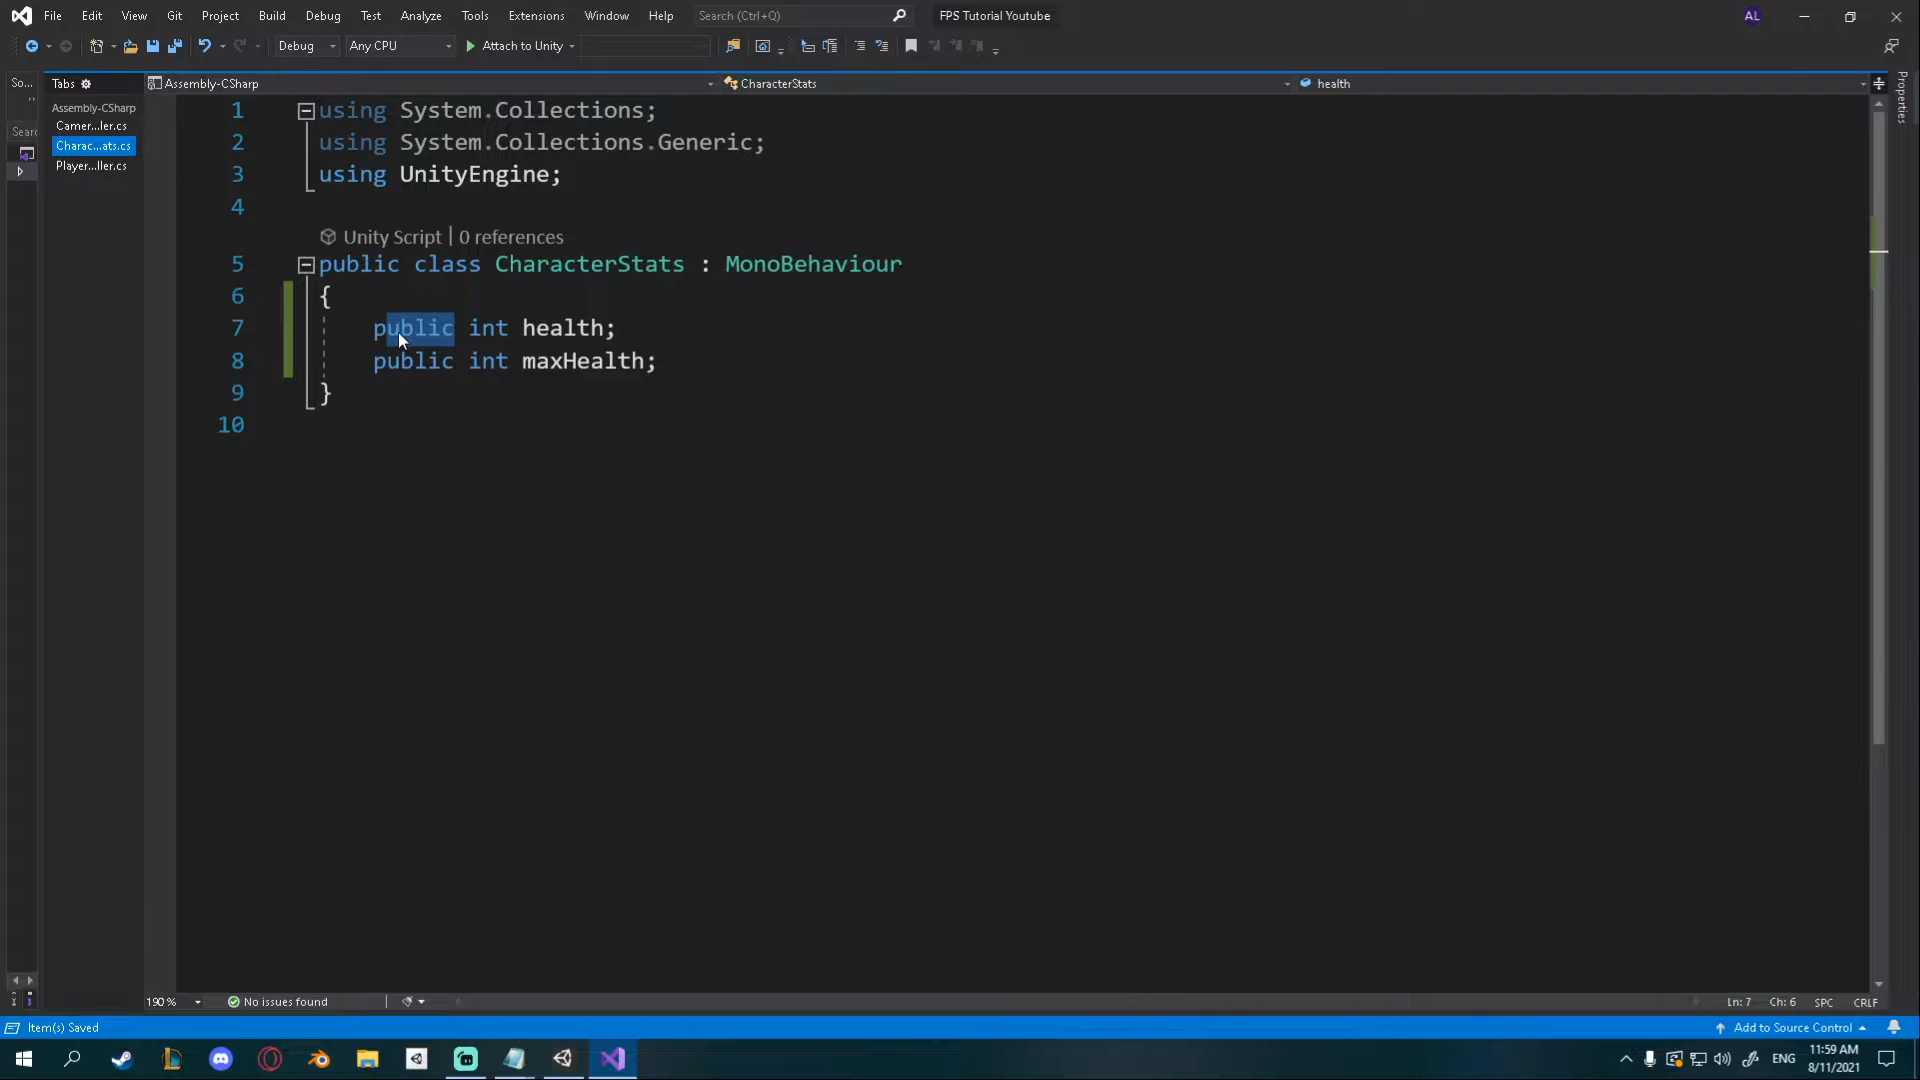 File Edit View Git Project Build Debug Test Analyze Tools Extensions Window Help Search (Ctrl+Q) FPS Tutorial Youtube AL
Debug Any CPU Attach to Unity
So... Tabs Assembly-CSharp CharacterStats health Properties
Assembly-CSharp
Camer...ler.cs
Charac...ats.cs
Player...ller.cs
Searc
1 using System.Collections;
2 using System.Collections.Generic;
3 using UnityEngine;
4
Unity Script | 0 references
5 public class CharacterStats : MonoBehaviour
6 {
7 public int health;
8 public int maxHealth;
9 }
10
190 % No issues found Ln: 7 Ch: 6 SPC CRLF
Item(s) Saved Add to Source Control
ENG 11:59 AM
8/11/2021